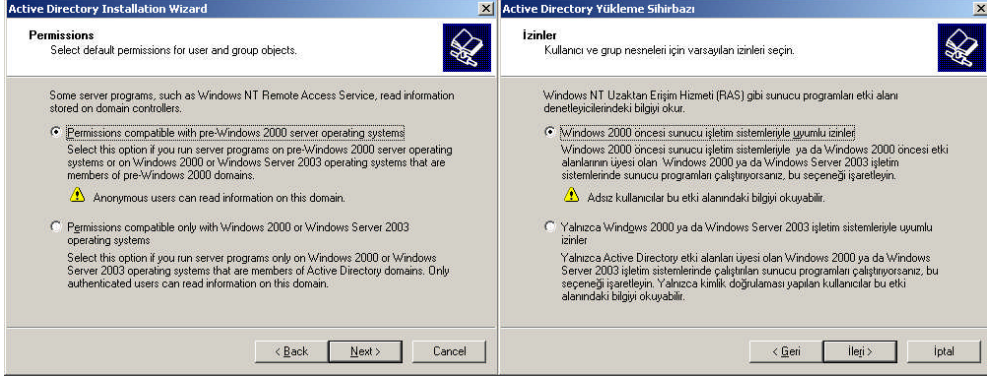 Active Directory Installation Wizard
Permissions
Select default permissions for user and group objects.
Some server programs, such as Windows NT Remote Access Service, read information
stored on domain controllers.
Permissions compatible with pre-Windows 2000 server operating systems
Select this option if you run server programs on pre-Windows 2000 server operating
systems or on Windows 2000 or Windows Server 2003 operating systems that are
members of pre-Windows 2000 domains.
Anonymous users can read information on this domain.
Permissions compatible only with Windows 2000 or Windows Server 2003
operating systems
Select this option if you run server programs only on Windows 2000 or Windows
Server 2003 operating systems that are members of Active Directory domains. Only
authenticated users can read information on this domain.
< Back
Next >
Cancel
Active Directory Yükleme Sihirbazı
İzinler
Kullanıcı ve grup nesneleri için varsayılan izinleri seçin.
Windows NT Uzaktan Erişim Hizmeti (RAS) gibi sunucu programları etki alanı
denetleyicilerindeki bilgiyi okur.
Windows 2000 öncesi sunucu işletim sistemleriyle uyumlu izinler
Windows 2000 öncesi sunucu işletim sistemleriyle ya da Windows 2000 öncesi etki
alanlarının üyesi olan Windows 2000 ya da Windows Server 2003 işletim
sistemlerinde sunucu programları çalıştırıyorsanız, bu seçeneği işaretleyin.
Adsız kullanıcılar bu etki alanındaki bilgiyi okuyabilir.
Yalnızca Windows 2000 ya da Windows Server 2003 işletim sistemleriyle uyumlu
izinler
Yalnızca Active Directory etki alanları üyesi olan Windows 2000 ya da Windows
Server 2003 işletim sistemlerinde çalıştırılan sunucu programları çalıştırıyorsanız, bu
seçeneği işaretleyin. Yalnızca kimlik doğrulaması yapılan kullanıcılar bu etki
alanındaki bilgiyi okuyabilir.
< Geri
İleri >
İptal